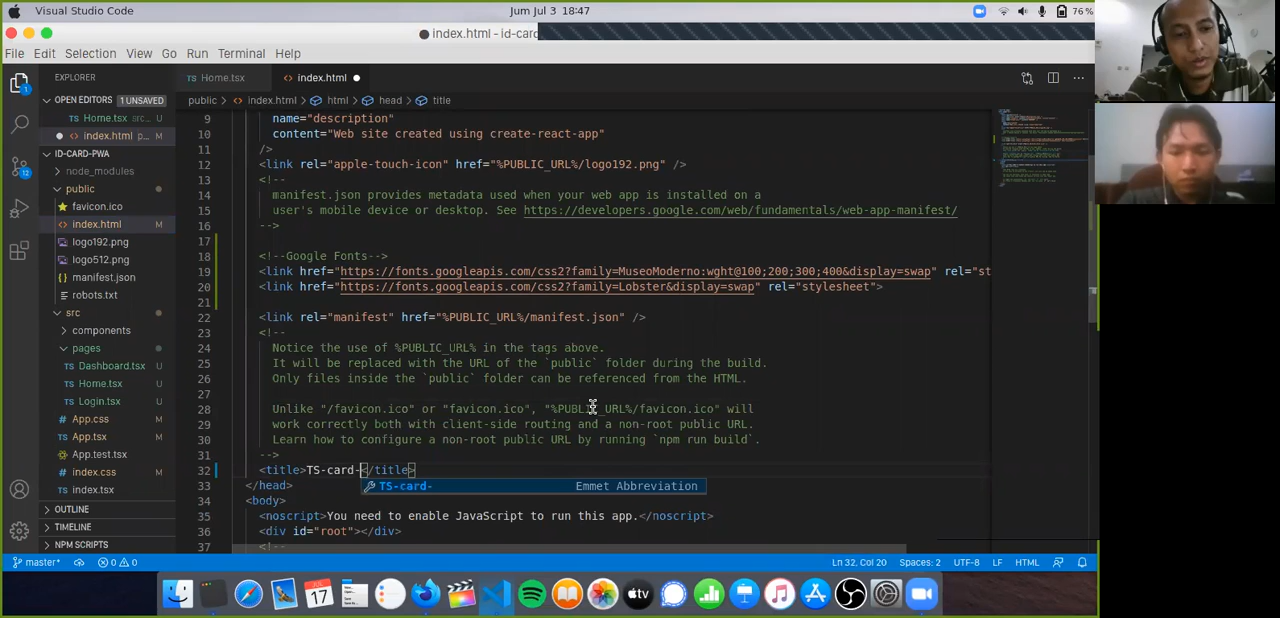 Visual Studio Code
Jum Jul 3 18:47
76%
index.html - id-card
File Edit Selection View Go Run Terminal Help
EXPLORER
Home.tsx
index.html
OPEN EDITORS 1 UNSAVED
public > index.html > html > head > title
TS Home.tsx src...
index.html p...
ID-CARD-PWA
node_modules
public
favicon.ico
index.html M
logo192.png
logo512.png
manifest.json
robots.txt
src
components
pages
TS Dashboard.tsx U
TS Home.tsx U
TS Login.tsx U
App.css M
TS App.tsx M
TS App.test.tsx
index.css M
TS index.tsx
OUTLINE
TIMELINE
NPM SCRIPTS
9 name="description"
10 content="Web site created using create-react-app"
11 />
12 <link rel="apple-touch-icon" href="%PUBLIC_URL%/logo192.png" />
13 <!--
14 manifest.json provides metadata used when your web app is installed on a
15 user's mobile device or desktop. See https://developers.google.com/web/fundamentals/web-app-manifest/
16 -->
17
18 <!--Google Fonts-->
19 <link href="https://fonts.googleapis.com/css2?family=MuseoModerno:wght@100;200;300;400&display=swap" rel="st
20 <link href="https://fonts.googleapis.com/css2?family=Lobster&display=swap" rel="stylesheet">
21
22 <link rel="manifest" href="%PUBLIC_URL%/manifest.json" />
23 <!--
24 Notice the use of %PUBLIC_URL% in the tags above.
25 It will be replaced with the URL of the `public` folder during the build.
26 Only files inside the `public` folder can be referenced from the HTML.
27
28 Unlike "/favicon.ico" or "favicon.ico", "%PUBLIC_URL%/favicon.ico" will
29 work correctly both with client-side routing and a non-root public URL.
30 Learn how to configure a non-root public URL by running `npm run build`.
31 -->
32 <title>TS-card-</title>
TS-card- Emmet Abbreviation
33 </head>
34 <body>
35 <noscript>You need to enable JavaScript to run this app.</noscript>
36 <div id="root"></div>
37 <!--
master* 0 0
Ln 32, Col 20 Spaces: 2 UTF-8 LF HTML
JUL
17
tv